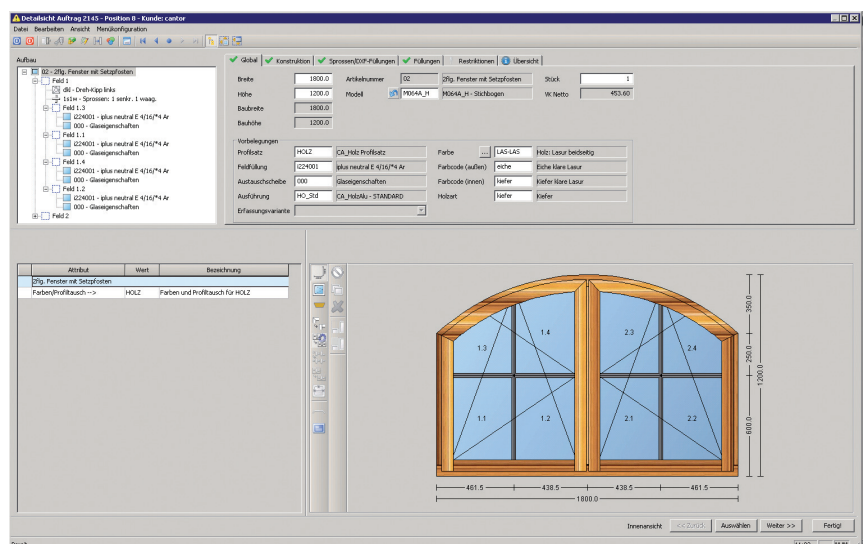 Detailsicht Auftrag 2145 - Position 8 - Kunde: cantor
Datei Bearbeiten Ansicht Menükonfiguration
Aufbau
02 - 2flg. Fenster mit Setzpfosten
Feld 1
dkl - Dreh-Kipp links
1s1w - Sprossen: 1 senkr. 1 waag.
Feld 1.3
i224001 - iplus neutral E 4/16/*4 Ar
000 - Glaseigenschaften
Feld 1.1
i224001 - iplus neutral E 4/16/*4 Ar
000 - Glaseigenschaften
Feld 1.4
i224001 - iplus neutral E 4/16/*4 Ar
000 - Glaseigenschaften
Feld 1.2
i224001 - iplus neutral E 4/16/*4 Ar
000 - Glaseigenschaften
Feld 2
Global Konstruktion Sprossen/DXF-Füllungen Füllungen Restriktionen Übersicht
Breite 1800.0 Artikelnummer 02 2flg. Fenster mit Setzpfosten Stück 1
Höhe 1200.0 Modell M064A_H M064A_H - Stichbogen VK Netto 453.60
Baubreite 1800.0
Bauhöhe 1200.0
Vorbelegungen
Profilsatz HOLZ CA_Holz Profilsatz Farbe ... LAS-LAS Holz: Lasur beidseitig
Feldfüllung i224001 iplus neutral E 4/16/*4 Ar Farbcode (außen) eiche Eiche klare Lasur
Austauschscheibe 000 Glaseigenschaften Farbcode (innen) kiefer Kiefer klare Lasur
Ausführung HO_Std CA_HolzAlu - STANDARD Holzart kiefer Kiefer
Erfassungsvariante
Attribut Wert Bezeichnung
2flg. Fenster mit Setzpfosten
Farben/Profiltausch --> HOLZ Farben und Profiltausch für HOLZ
1.3 1.4 2.3 2.4
1.1 1.2 2.1 2.2
350.0
250.0
600.0
1200.0
461.5 438.5 438.5 461.5
1800.0
Innenansicht << Zurück Auswählen Weiter >> Fertig!